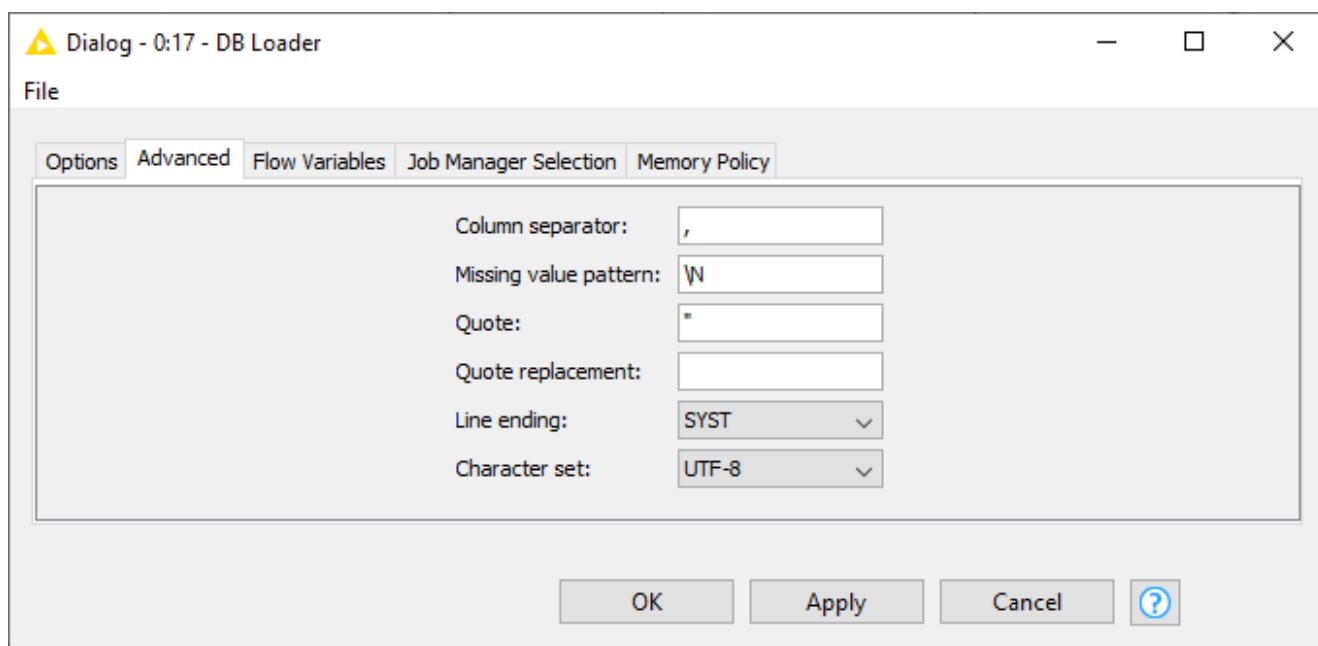 Dialog - 0:17 - DB Loader
File
Options Advanced Flow Variables Job Manager Selection Memory Policy
Column separator: ,
Missing value pattern: \N
Quote: "
Quote replacement:
Line ending: SYST
Character set: UTF-8
OK Apply Cancel ?